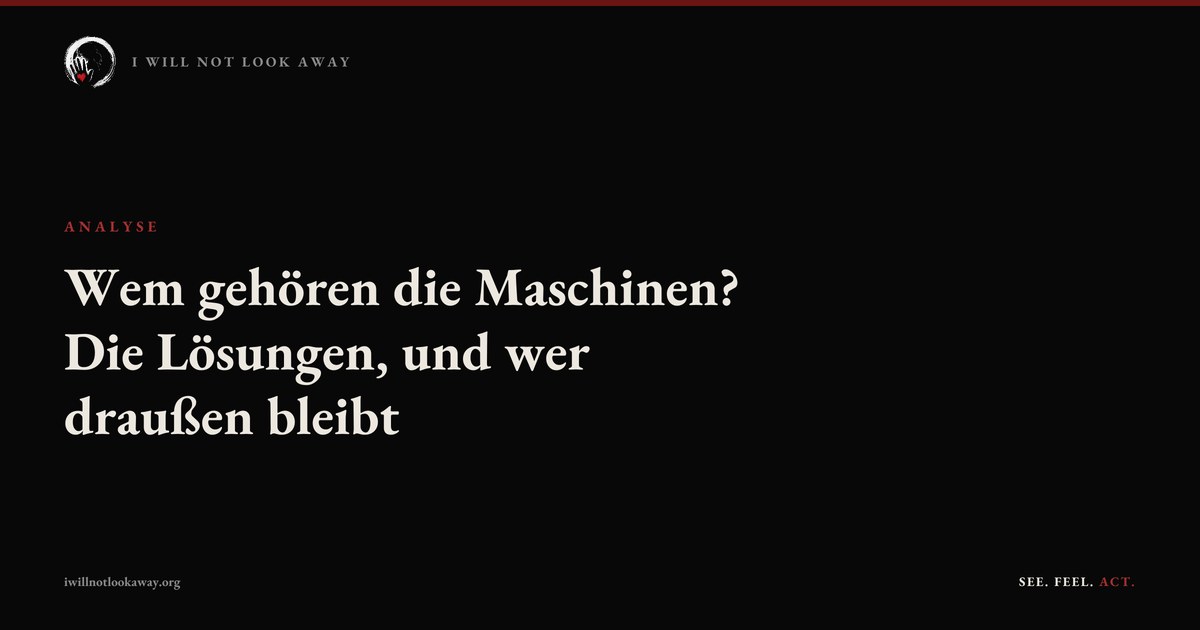 I WILL NOT LOOK AWAY
ANALYSE
Wem gehören die Maschinen?
Die Lösungen, und wer
draußen bleibt
iwillnotlookaway.org
SEE. FEEL. ACT.